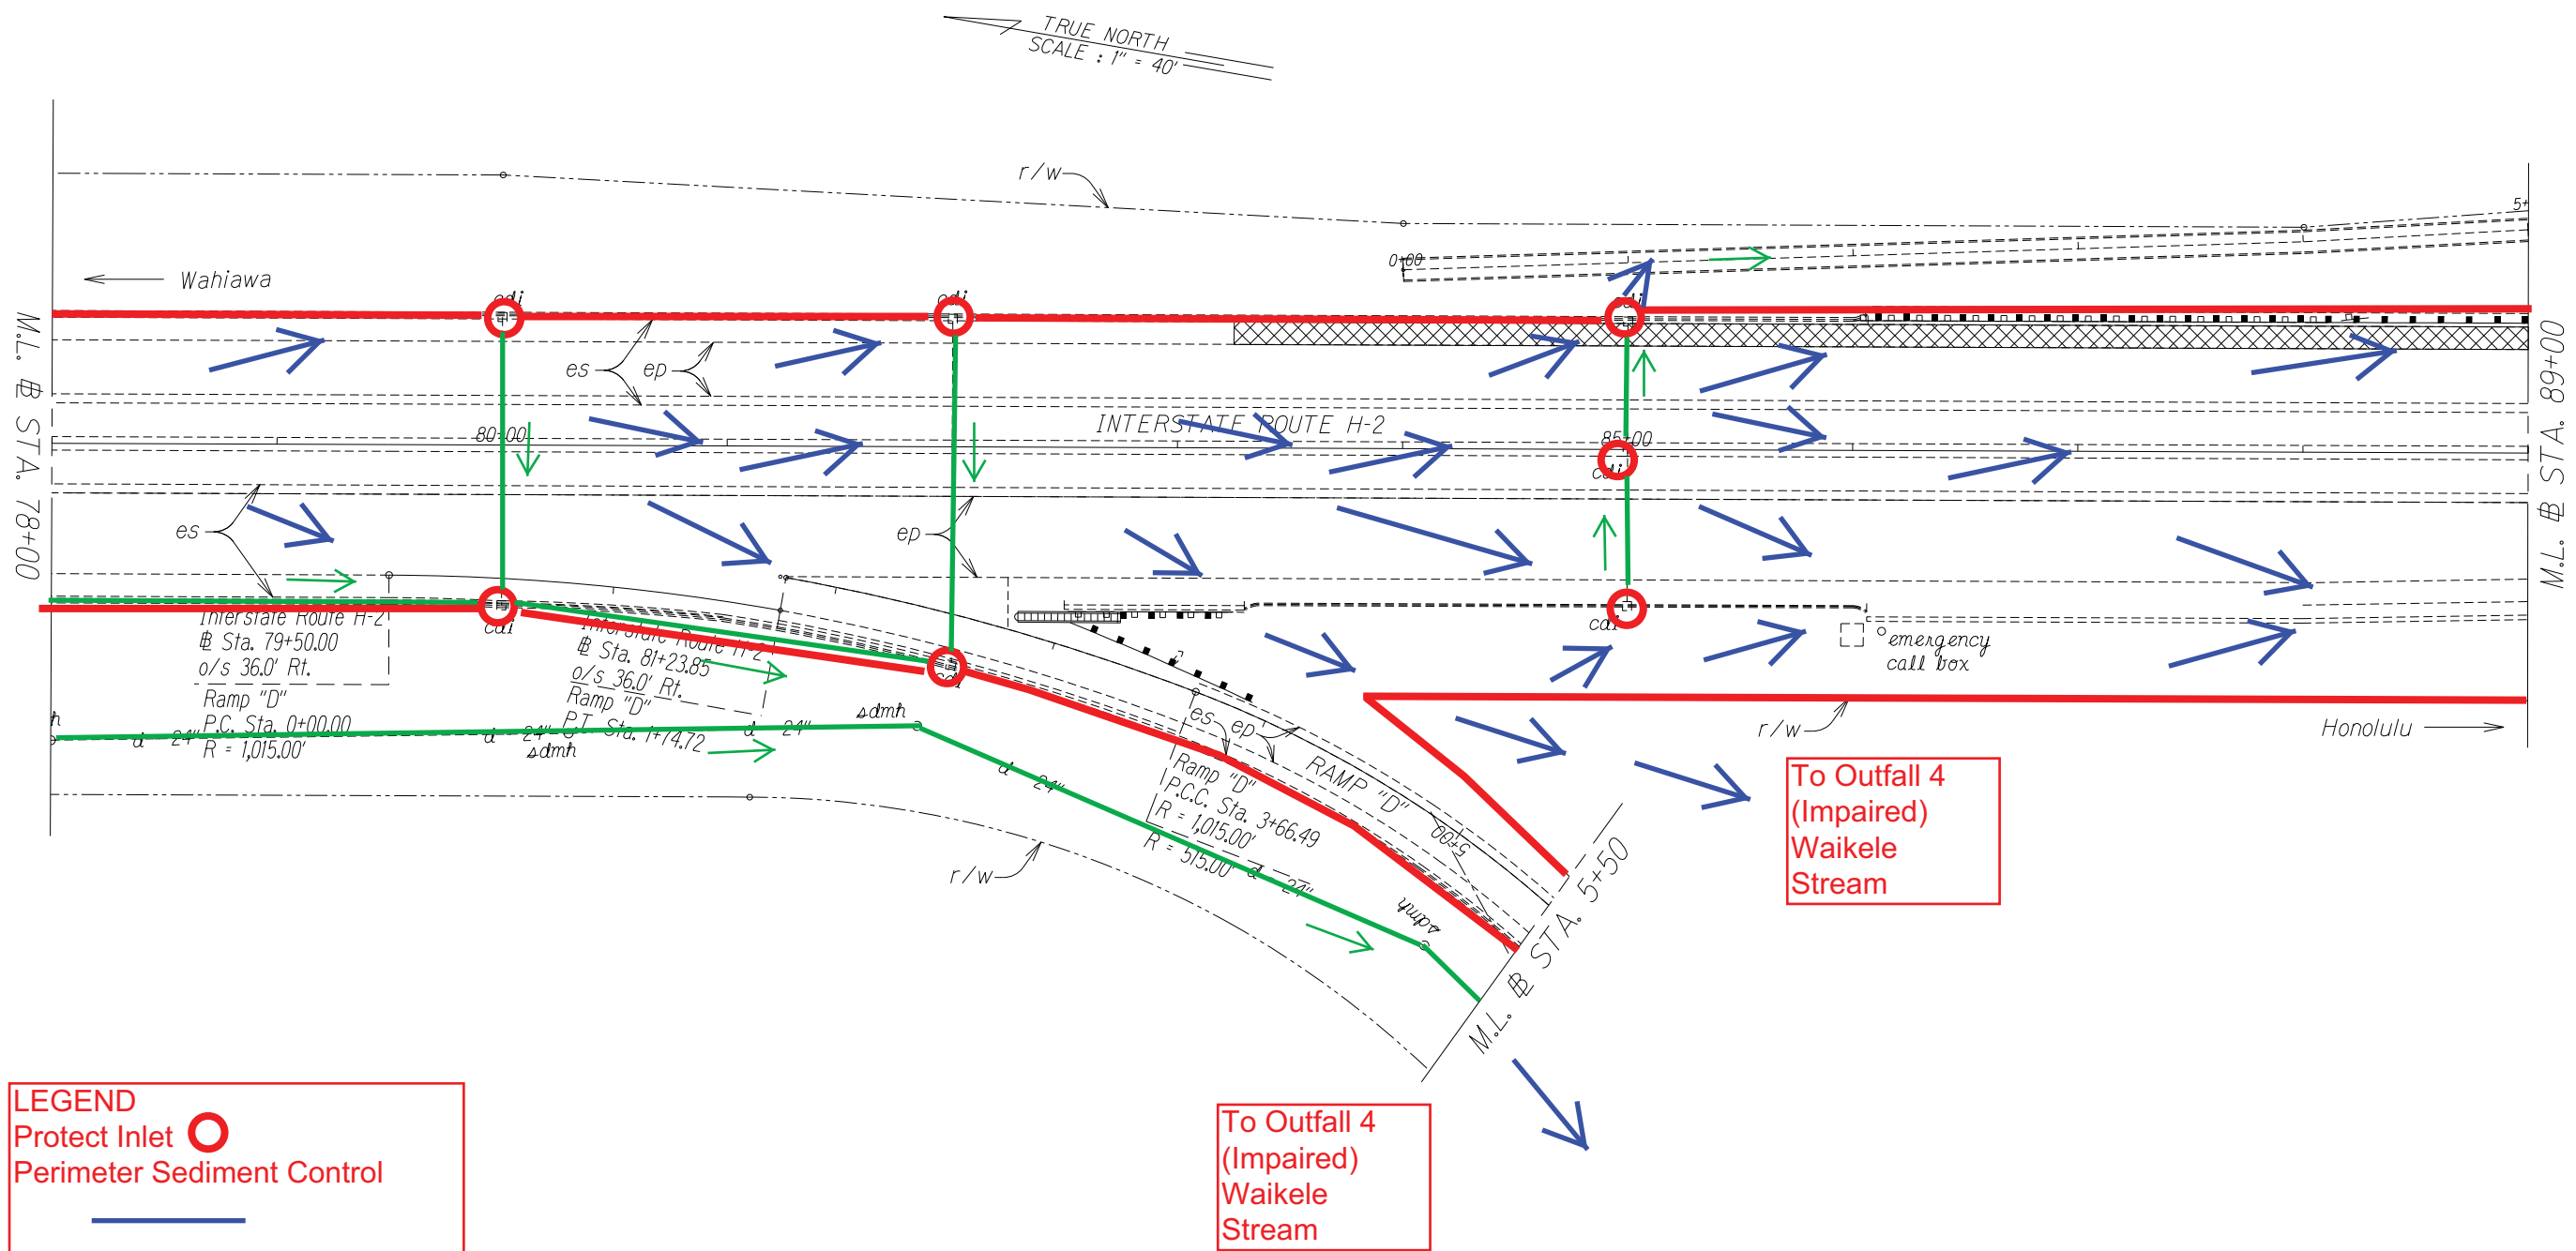 TRUE NORTH
SCALE : 1" = 40'
r/w
5+
0+00
Wahiawa
cdi
cdi
cdi
M.L. ⅊ STA. 78+00
es
ep
INTERSTATE ROUTE H-2
80+00
85+00
cdi
M.L. ⅊ STA. 89+00
es
ep
cdi
Interstate Route H-2
⅊ Sta. 79+50.00
o/s 36.0' Rt.
Ramp "D"
P.C. Sta. 0+00.00
R = 1,015.00'
Interstate Route H-2
⅊ Sta. 81+23.85
o/s 36.0' Rt.
Ramp "D"
P.T. Sta. 1+74.72
cdi
cdi
emergency
call box
h
d 24"
d 24"
sdmh
d 24"
sdmh
d 24"
es
ep
Ramp "D"
P.C.C. Sta. 3+66.49
R = 1,015.00'
R = 515.00'
RAMP "D"
5+00
d 24"
sdmh
r/w
r/w
Honolulu
M.L. ⅊ STA. 5+50
To Outfall 4
(Impaired)
Waikele
Stream
To Outfall 4
(Impaired)
Waikele
Stream
LEGEND
Protect Inlet
Perimeter Sediment Control